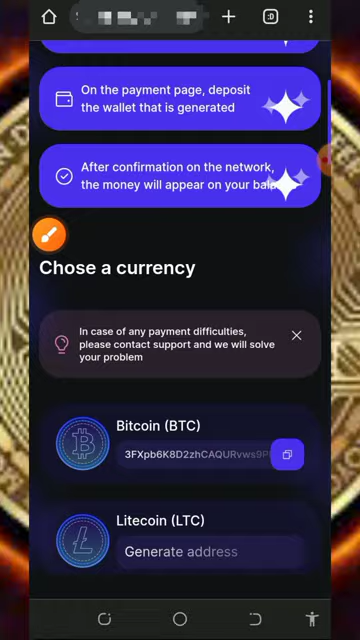 :D
On the payment page, deposit
the wallet that is generated
After confirmation on the network,
the money will appear on your
Chose a currency
In case of any payment difficulties,
please contact support and we will solve
your problem
Bitcoin (BTC)
3FXpb6K8D2zhCAQURvws9P
Litecoin (LTC)
Generate address